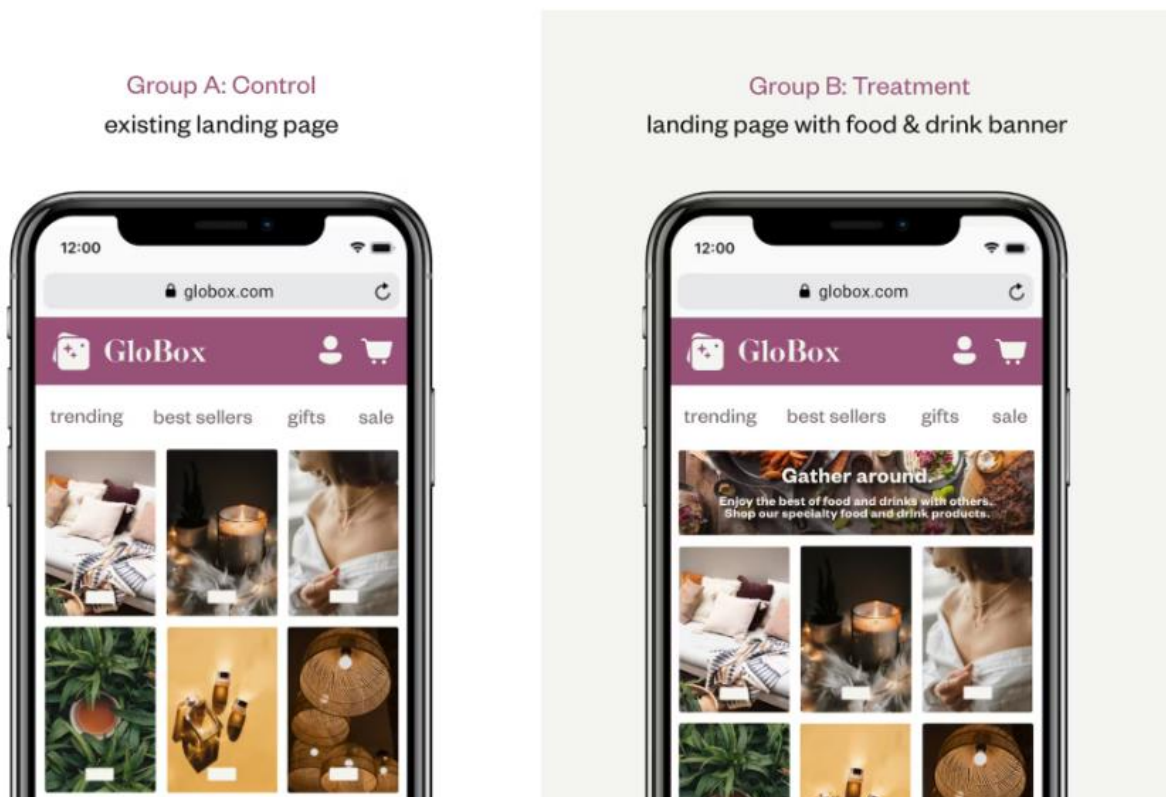 Group A: Control
existing landing page
12:00
globox.com
GloBox
trending best sellers gifts sale
Group B: Treatment
landing page with food & drink banner
12:00
globox.com
GloBox
trending best sellers gifts sale
Gather around.
Enjoy the best of food and drinks with others.
Shop our specialty food and drink products.